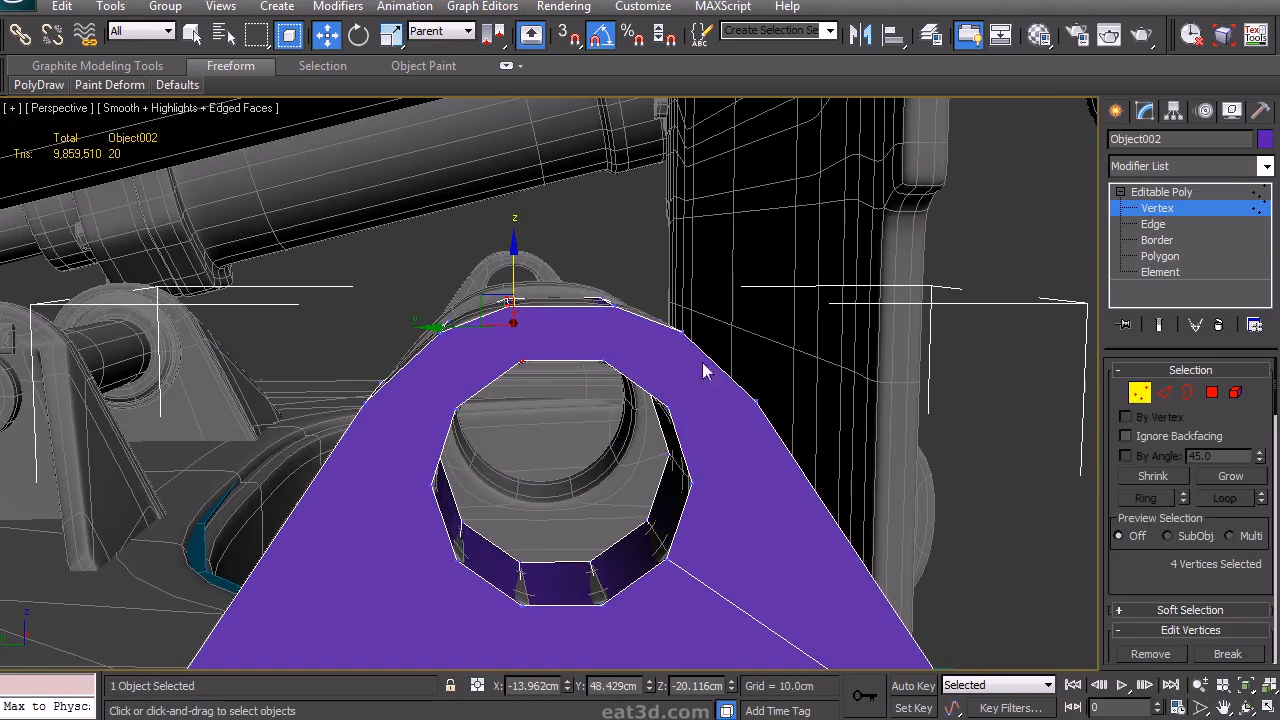 Edit Tools Group Views Create Modifiers Animation Graph Editors Rendering Customize MAXScript Help
All Parent 3 ABC Create Selection Se
Graphite Modeling Tools Freeform Selection Object Paint
PolyDraw Paint Deform Defaults
[ + ] [ Perspective ] [ Smooth + Highlights + Edged Faces ]
Total Object002
Tris: 9,859,510 20
z
y
z
y
Object002
Modifier List
Editable Poly
Vertex
Edge
Border
Polygon
Element
- Selection
By Vertex
Ignore Backfacing
By Angle: 45.0
Shrink Grow
Ring Loop
Preview Selection
Off SubObj Multi
4 Vertices Selected
+ Soft Selection
- Edit Vertices
Remove Break
1 Object Selected X: -13.962cm Y: 48.429cm Z: -20.116cm Grid = 10.0cm Auto Key Selected
Max to Physc Click or click-and-drag to select objects eat3d.com Add Time Tag Set Key Key Filters... 0